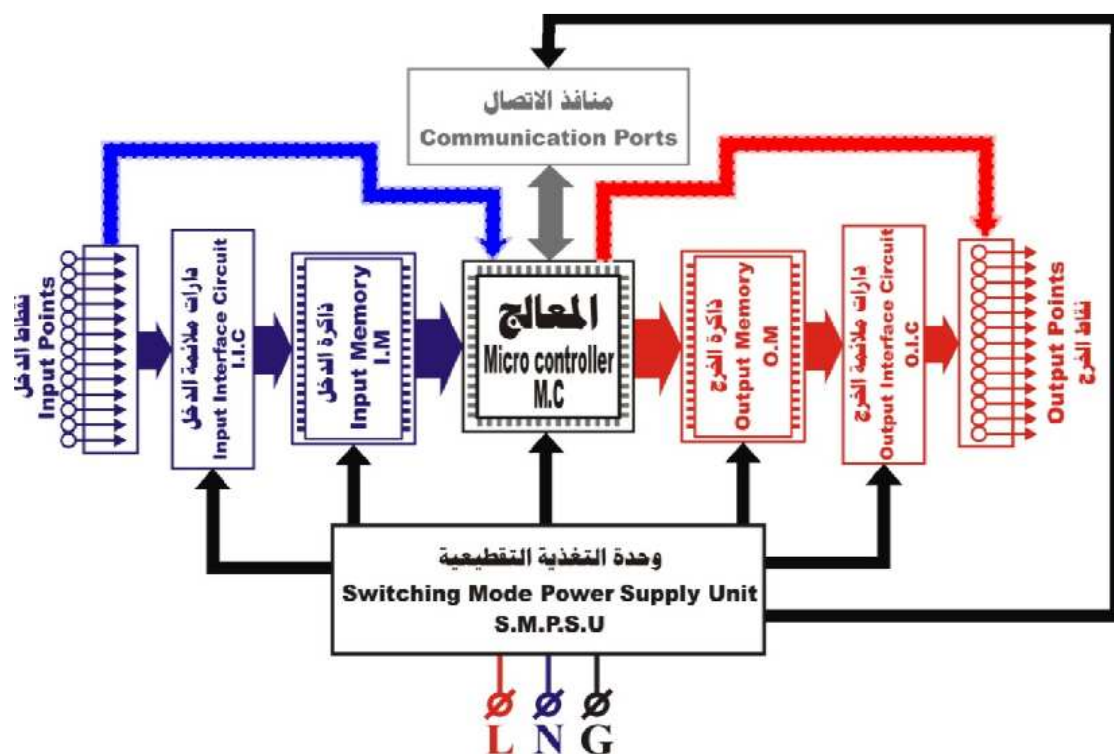 منافذ الاتصال
Communication Ports
نقطاط الدخل
Input Points
دارات ملائمة الدخل
Input Interface Circuit
I.I.C
ذاكرة الدخل
Input Memory
I.M
المعالج
Micro controller
M.C
ذاكرة الخرج
Output Memory
O.M
دارات ملائمة الخرج
Output Interface Circuit
O.I.C
Output Points
نقاط الخرج
وحدة التغذية التقطيعية
Switching Mode Power Supply Unit
S.M.P.S.U
L N G